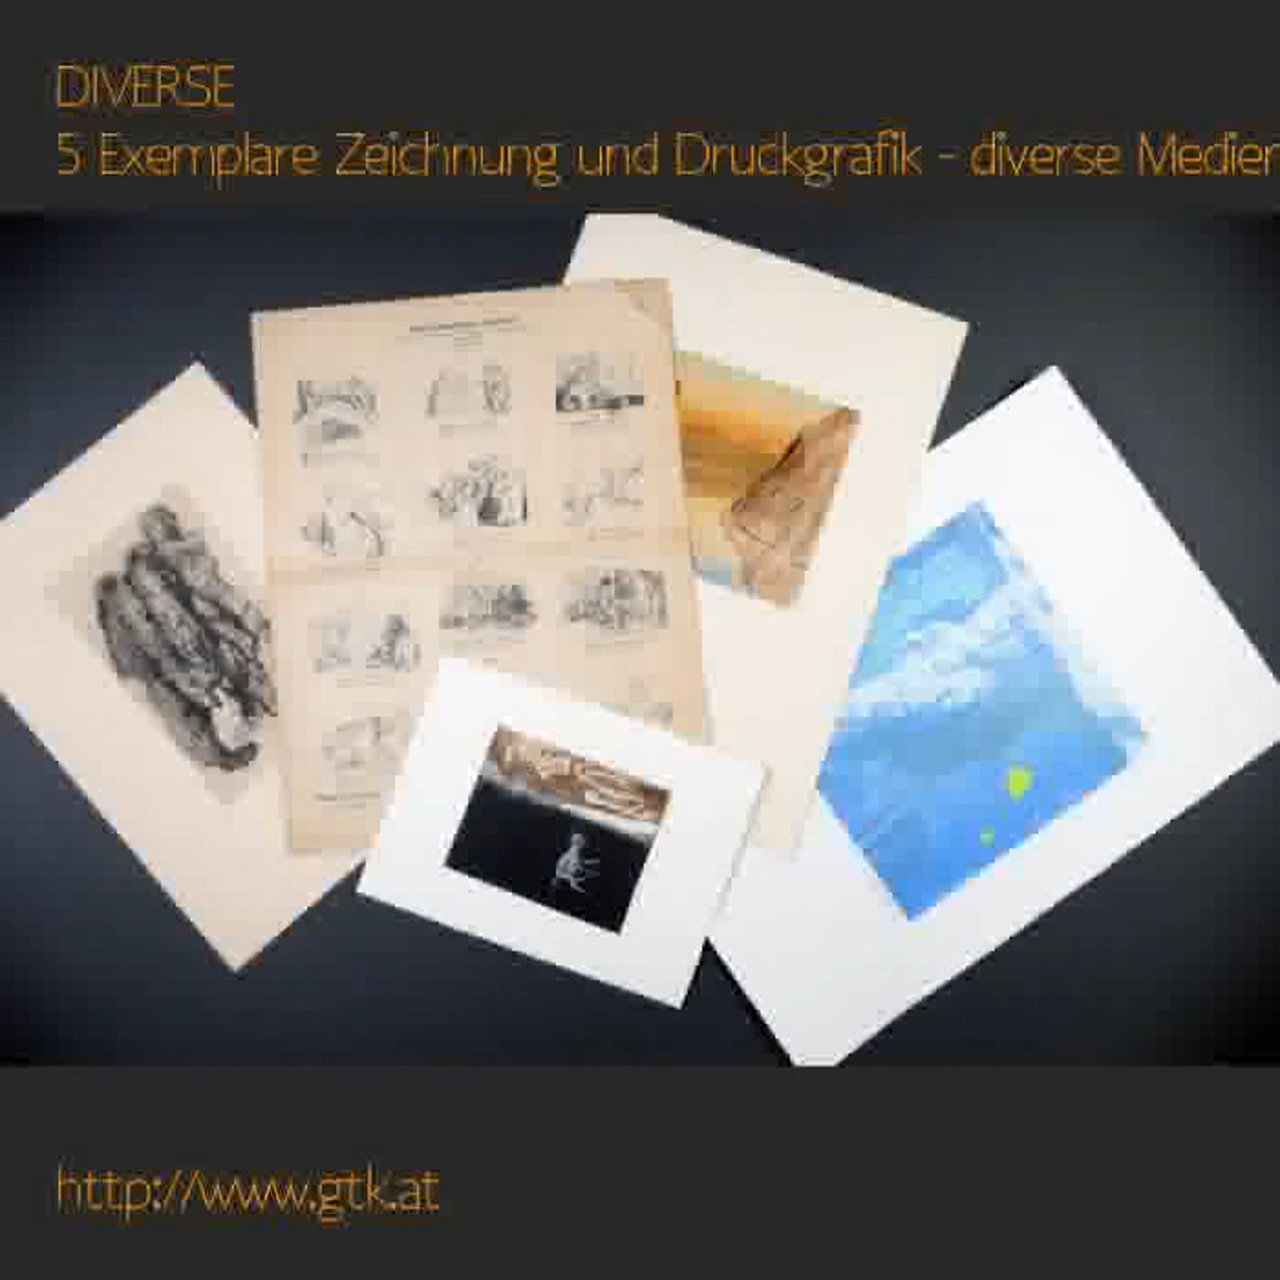 DIVERSE
5 Exemplare Zeichnung und Druckgrafik - diverse Medien
http://www.gtk.at